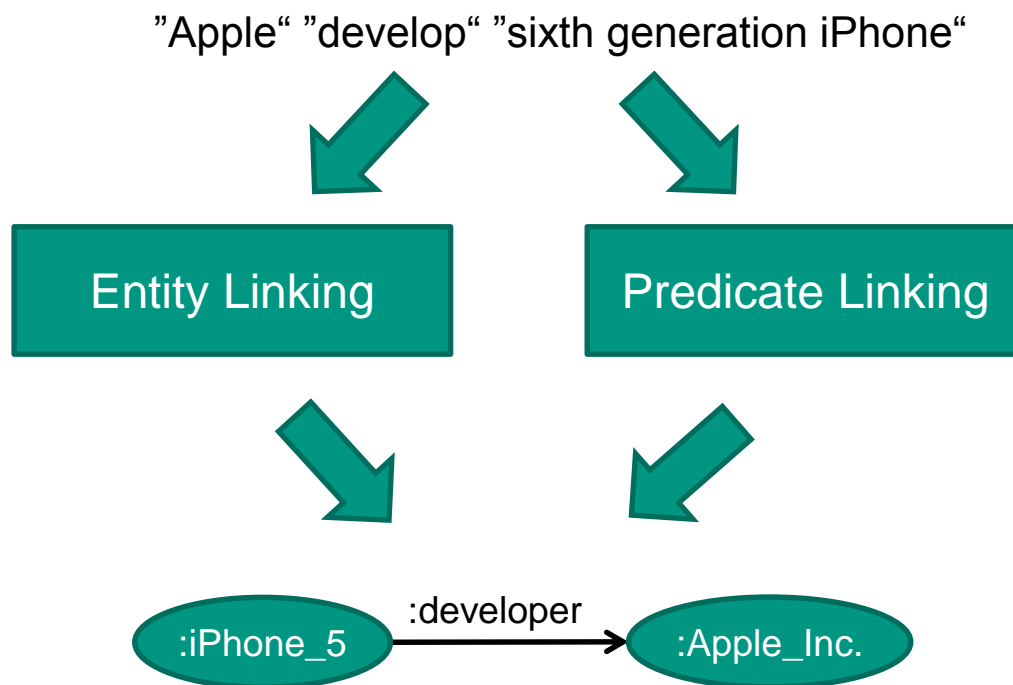 ”Apple“ ”develop“ ”sixth generation iPhone“
Entity Linking
Predicate Linking
:developer
:iPhone_5
:Apple_Inc.